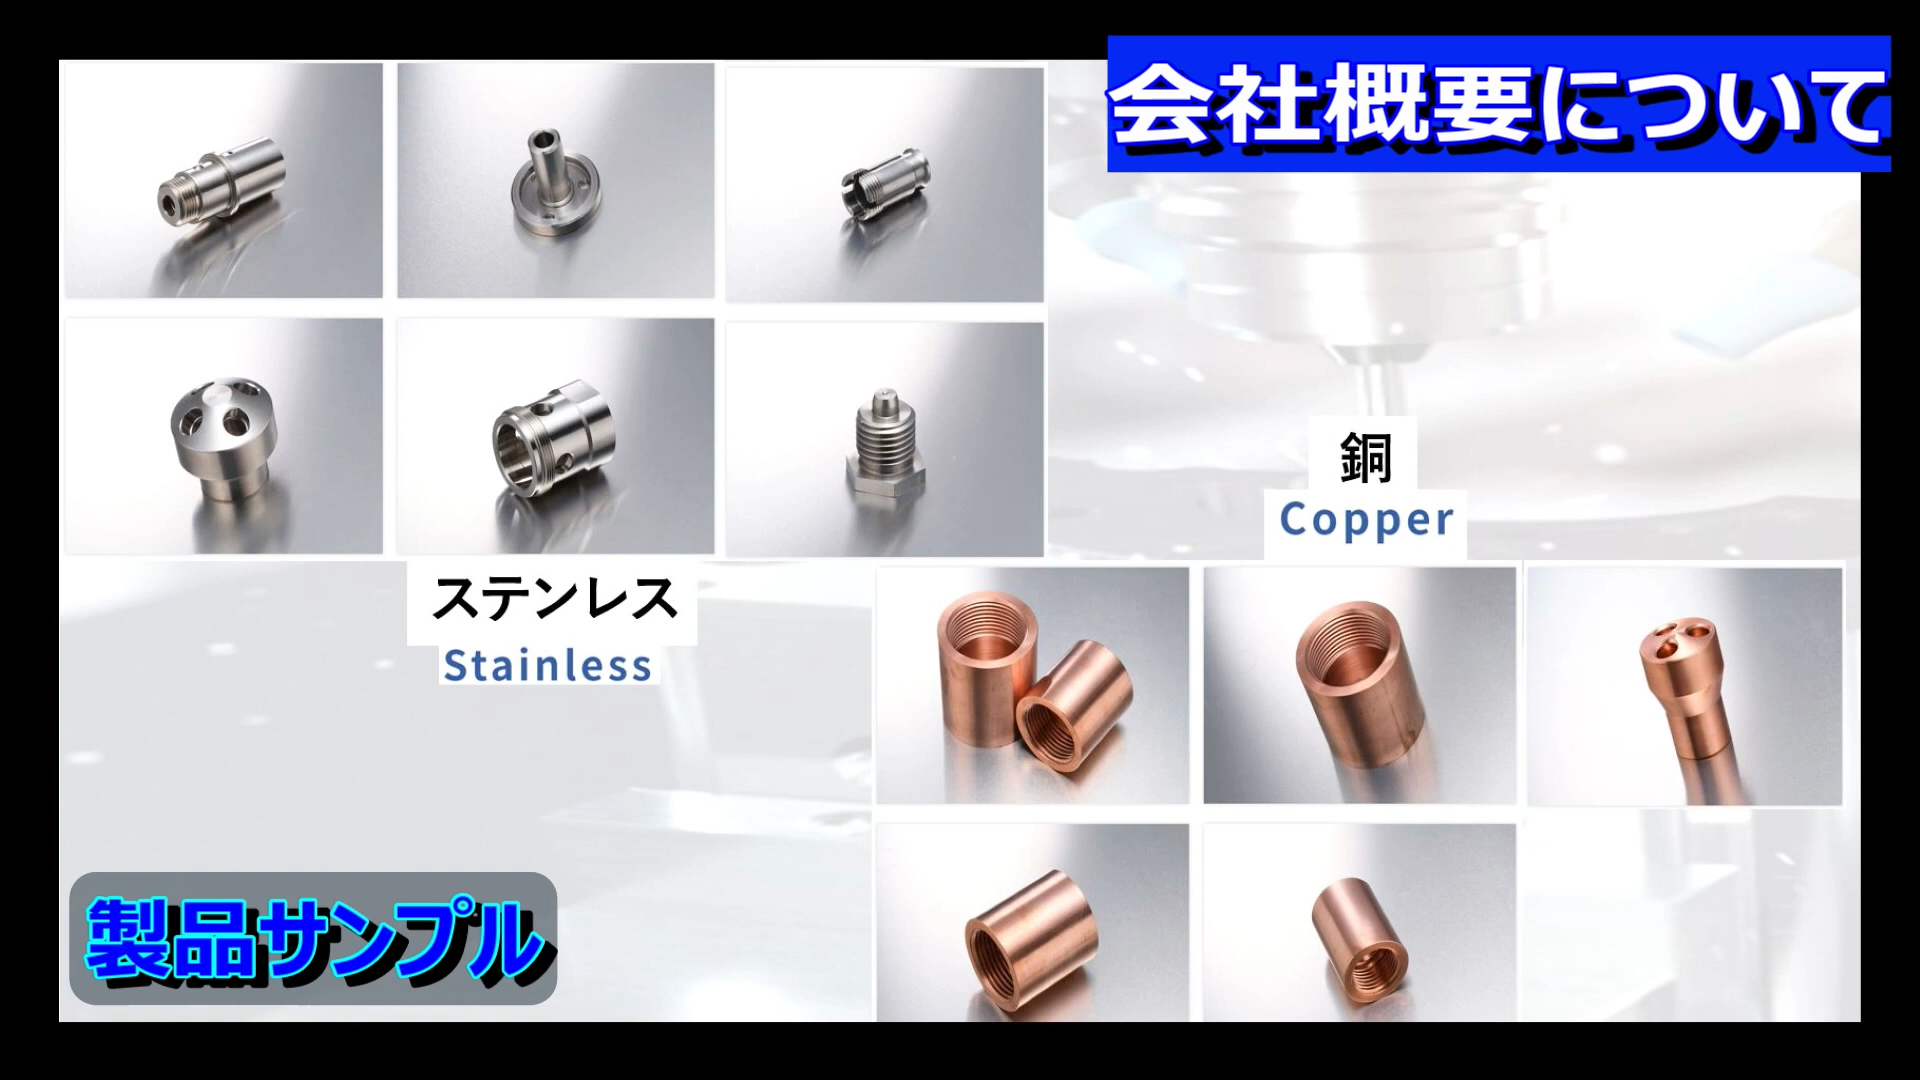 会社概要について
銅
Copper
ステンレス
Stainless
製品サンプル